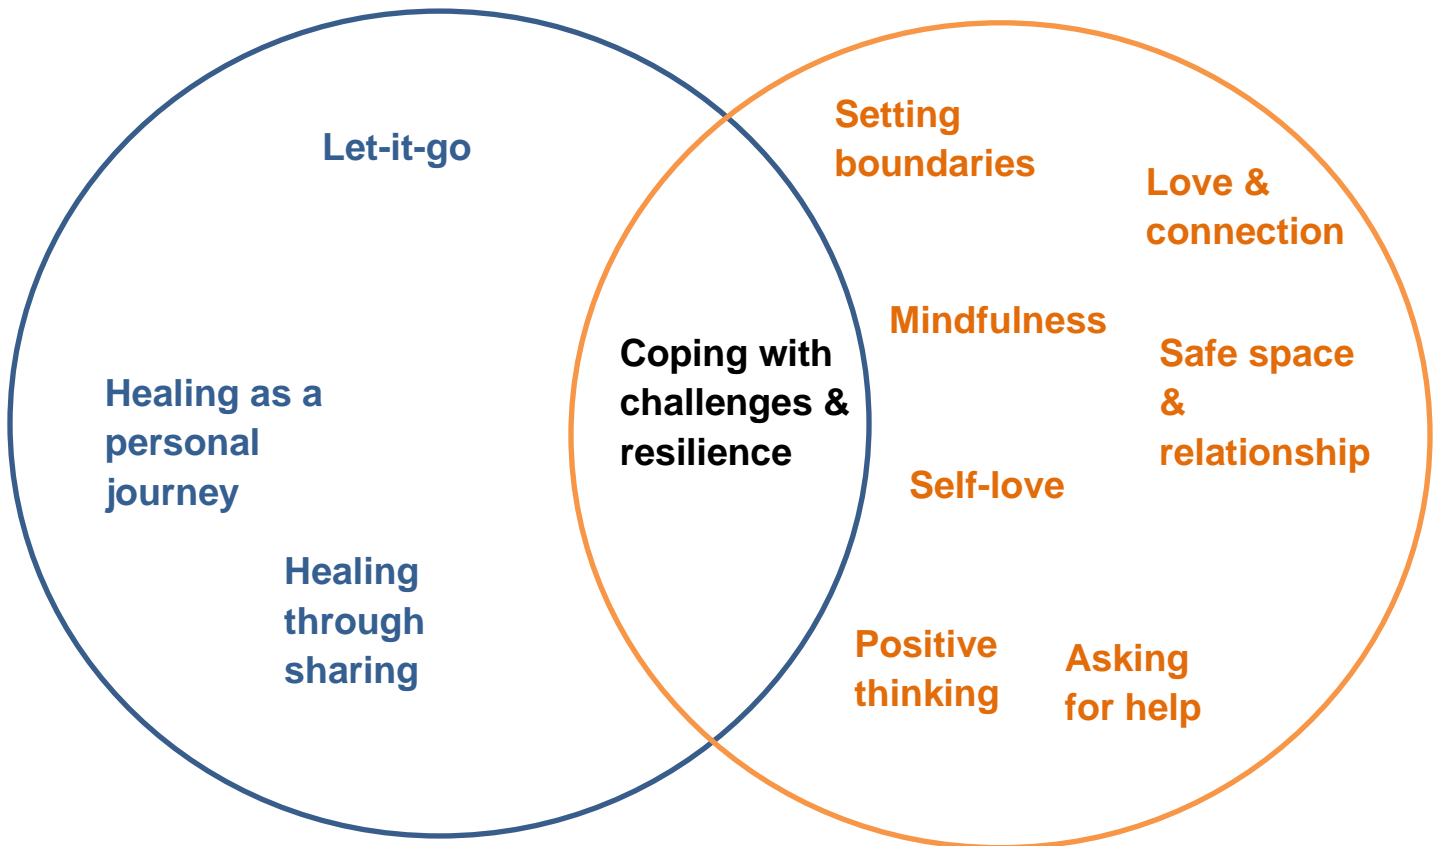 Let-it-go
Healing as a
personal
journey
Healing
through
sharing
Coping with
challenges &
resilience
Setting
boundaries
Love &
connection
Mindfulness
Safe space
&
relationship
Self-love
Positive
thinking
Asking
for help